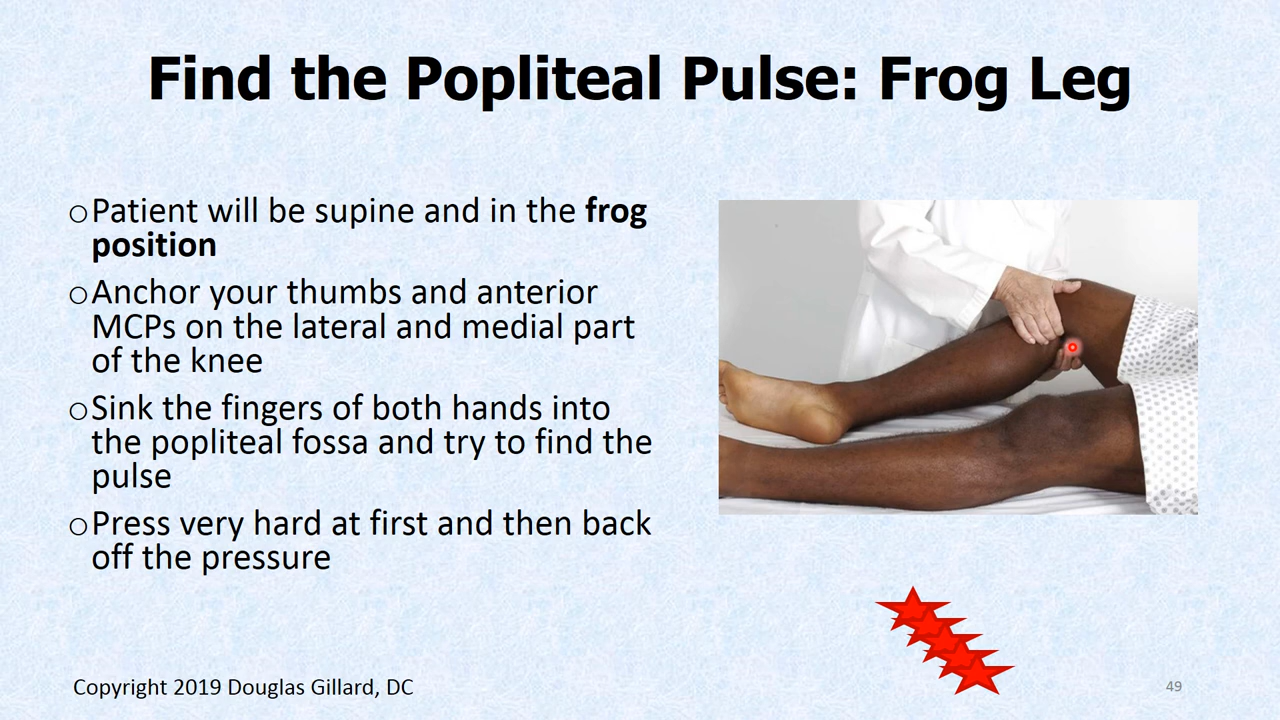 Find the Popliteal Pulse: Frog Leg
○Patient will be supine and in the frog
position
○Anchor your thumbs and anterior
MCPs on the lateral and medial part
of the knee
○Sink the fingers of both hands into
the popliteal fossa and try to find the
pulse
○Press very hard at first and then back
off the pressure
Copyright 2019 Douglas Gillard, DC
49